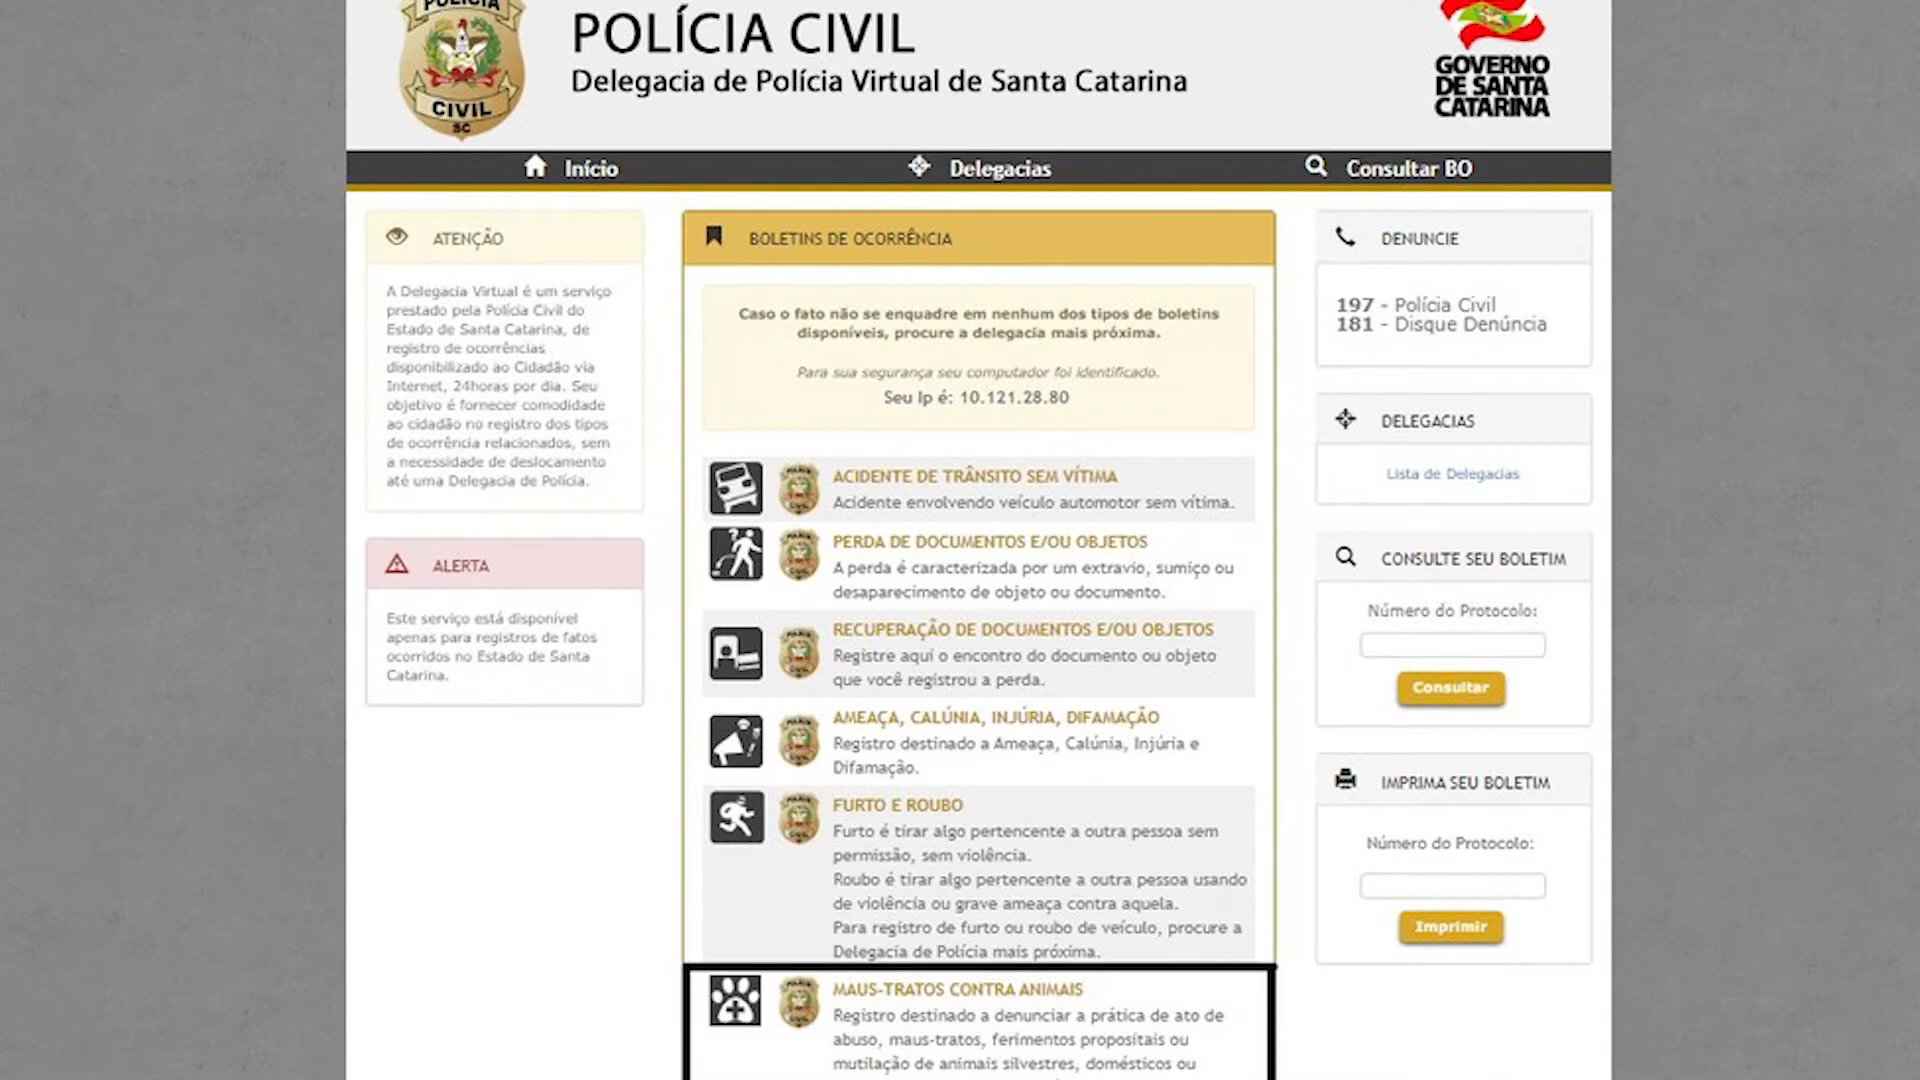 POLÍCIA
CIVIL
SC
POLÍCIA CIVIL
Delegacia de Polícia Virtual de Santa Catarina
GOVERNO
DE SANTA
CATARINA
Início
Delegacias
Consultar BO
ATENÇÃO
A Delegacia Virtual é um serviço
prestado pela Polícia Civil do
Estado de Santa Catarina, de
registro de ocorrências
disponibilizado ao Cidadão via
Internet, 24horas por dia. Seu
objetivo é fornecer comodidade
ao cidadão no registro dos tipos
de ocorrência relacionados, sem
a necessidade de deslocamento
até uma Delegacia de Polícia.
ALERTA
Este serviço está disponível
apenas para registros de fatos
ocorridos no Estado de Santa
Catarina.
BOLETINS DE OCORRÊNCIA
Caso o fato não se enquadre em nenhum dos tipos de boletins
disponíveis, procure a delegacia mais próxima.
Para sua segurança seu computador foi identificado.
Seu Ip é: 10.121.28.80
ACIDENTE DE TRÂNSITO SEM VÍTIMA
Acidente envolvendo veículo automotor sem vítima.
PERDA DE DOCUMENTOS E/OU OBJETOS
A perda é caracterizada por um extravio, sumiço ou
desaparecimento de objeto ou documento.
RECUPERAÇÃO DE DOCUMENTOS E/OU OBJETOS
Registre aqui o encontro do documento ou objeto
que você registrou a perda.
AMEAÇA, CALÚNIA, INJÚRIA, DIFAMAÇÃO
Registro destinado a Ameaça, Calúnia, Injúria e
Difamação.
FURTO E ROUBO
Furto é tirar algo pertencente a outra pessoa sem
permissão, sem violência.
Roubo é tirar algo pertencente a outra pessoa usando
de violência ou grave ameaça contra aquela.
Para registro de furto ou roubo de veículo, procure a
Delegacia de Polícia mais próxima.
MAUS-TRATOS CONTRA ANIMAIS
Registro destinado a denunciar a prática de ato de
abuso, maus-tratos, ferimentos propositais ou
mutilação de animais silvestres, domésticos ou
DENUNCIE
197 - Polícia Civil
181 - Disque Denúncia
DELEGACIAS
Lista de Delegacias
CONSULTE SEU BOLETIM
Número do Protocolo:
Consultar
IMPRIMA SEU BOLETIM
Número do Protocolo:
Imprimir